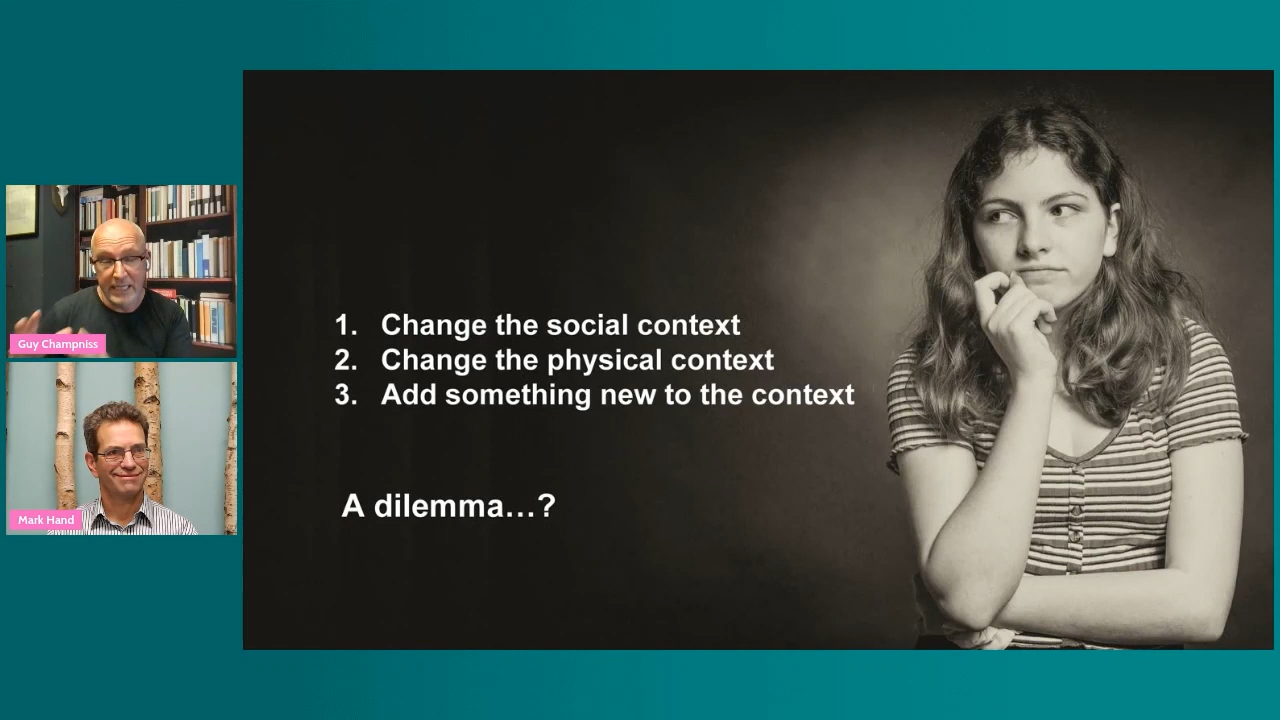 Guy Champniss
Mark Hand
1. Change the social context
2. Change the physical context
3. Add something new to the context
A dilemma…?